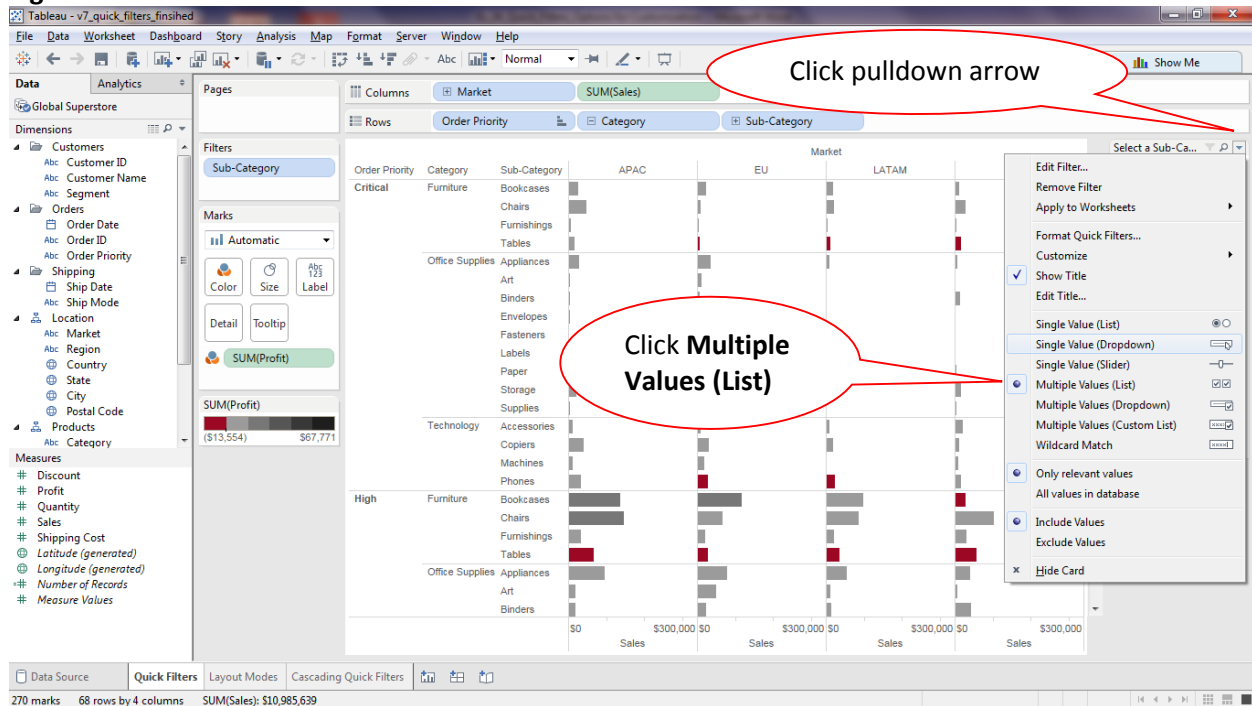 Tableau - v7_quick_filters_finsihed
File Data Worksheet Dashboard Story Analysis Map Format Server Window Help
Abc Normal Show Me
Click pulldown arrow
Data Analytics
Global Superstore
Dimensions
Customers
Abc Customer ID
Abc Customer Name
Abc Segment
Orders
Order Date
Abc Order ID
Abc Order Priority
Shipping
Ship Date
Abc Ship Mode
Location
Abc Market
Abc Region
Country
State
City
Postal Code
Products
Abc Category
Measures
# Discount
# Profit
# Quantity
# Sales
# Shipping Cost
Latitude (generated)
Longitude (generated)
Number of Records
# Measure Values
Pages
Filters
Sub-Category
Marks
Automatic
Color Size Abc 123 Label
Detail Tooltip
SUM(Profit)
SUM(Profit)
($13,554) $67,771
Columns Market SUM(Sales)
Rows Order Priority Category Sub-Category
Market
Order Priority Category Sub-Category APAC EU LATAM
Critical Furniture Bookcases
Chairs
Furnishings
Tables
Office Supplies Appliances
Art
Binders
Envelopes
Fasteners
Labels
Paper
Storage
Supplies
Technology Accessories
Copiers
Machines
Phones
High Furniture Bookcases
Chairs
Furnishings
Tables
Office Supplies Appliances
Art
Binders
$0 $300,000 $0 $300,000 $0 $300,000 $0 $300,000
Sales Sales Sales Sales
Click Multiple
Values (List)
Select a Sub-Ca...
Edit Filter...
Remove Filter
Apply to Worksheets
Format Quick Filters...
Customize
Show Title
Edit Title...
Single Value (List)
Single Value (Dropdown)
Single Value (Slider)
Multiple Values (List)
Multiple Values (Dropdown)
Multiple Values (Custom List)
Wildcard Match
Only relevant values
All values in database
Include Values
Exclude Values
x Hide Card
Data Source Quick Filters Layout Modes Cascading Quick Filters
270 marks 68 rows by 4 columns SUM(Sales): $10,985,639